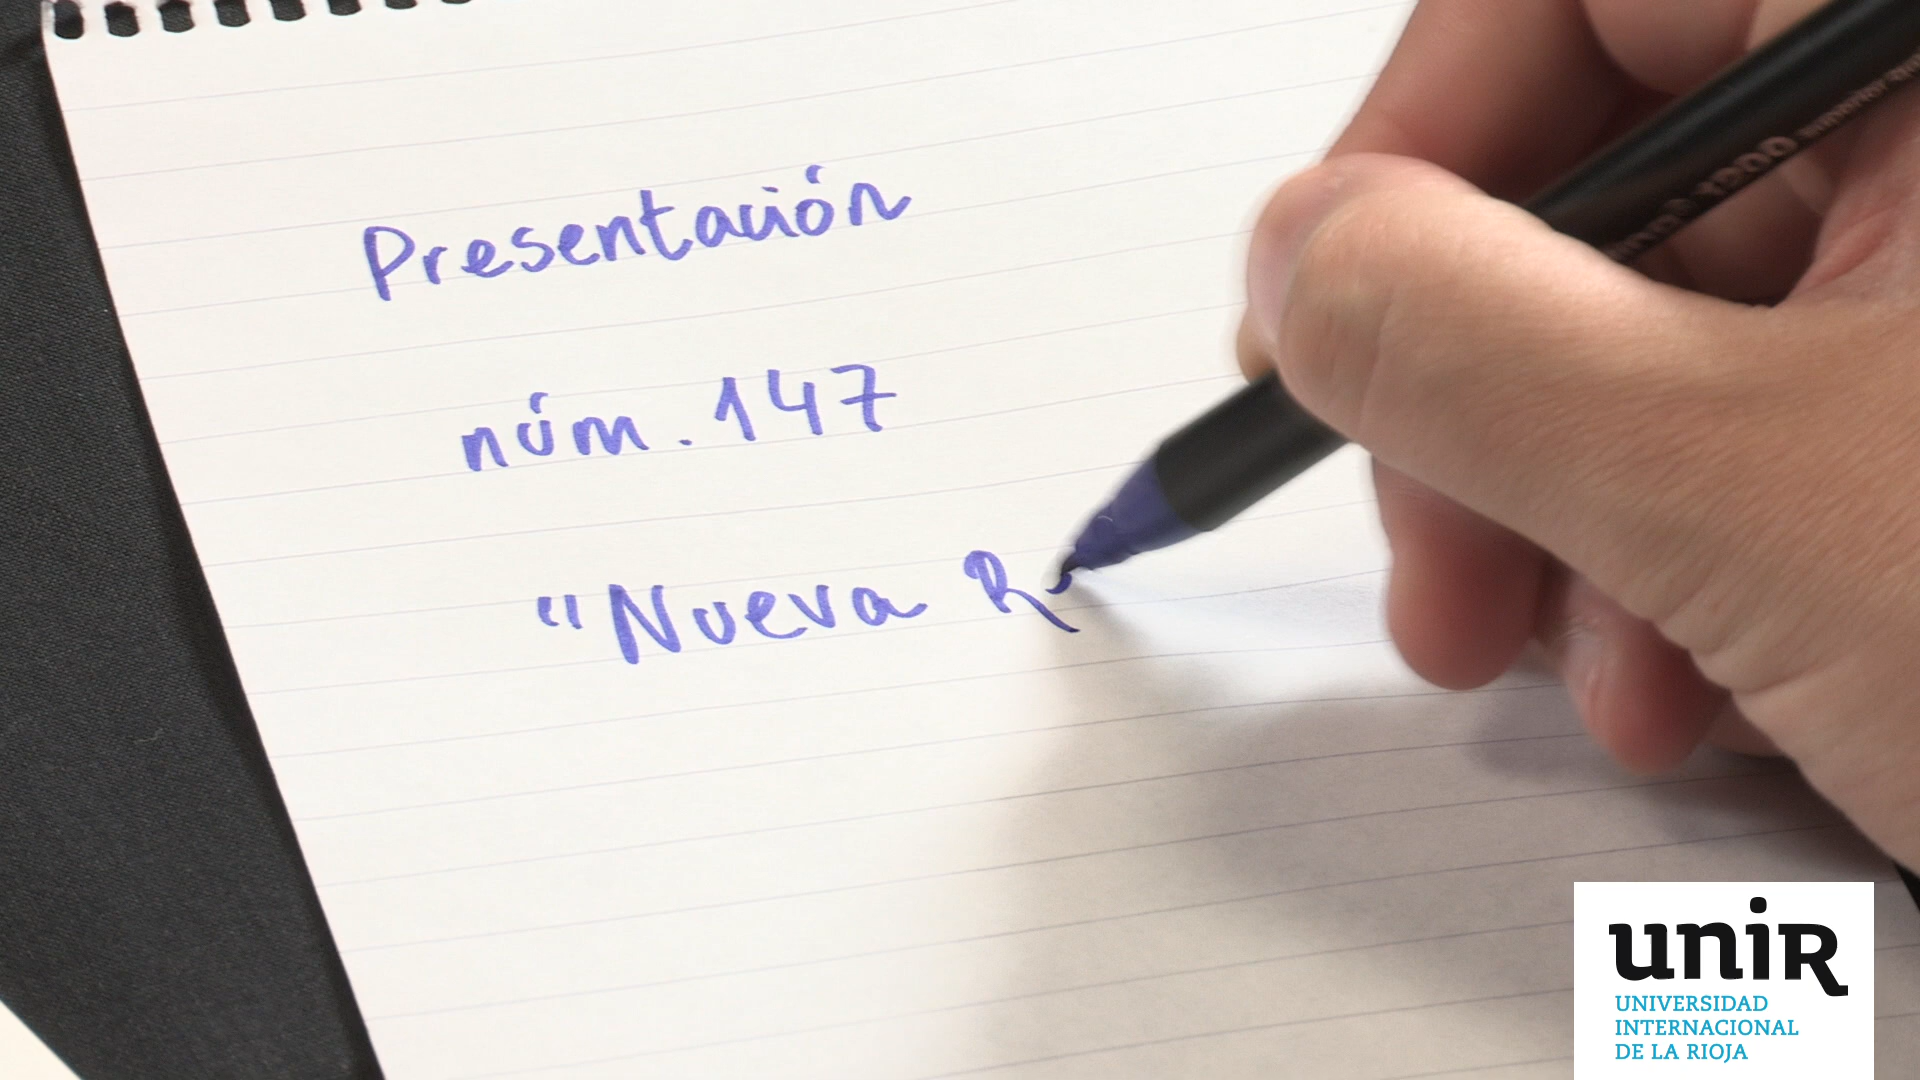 Presentación
núm. 147
"Nueva R
unir
UNIVERSIDAD
INTERNACIONAL
DE LA RIOJA